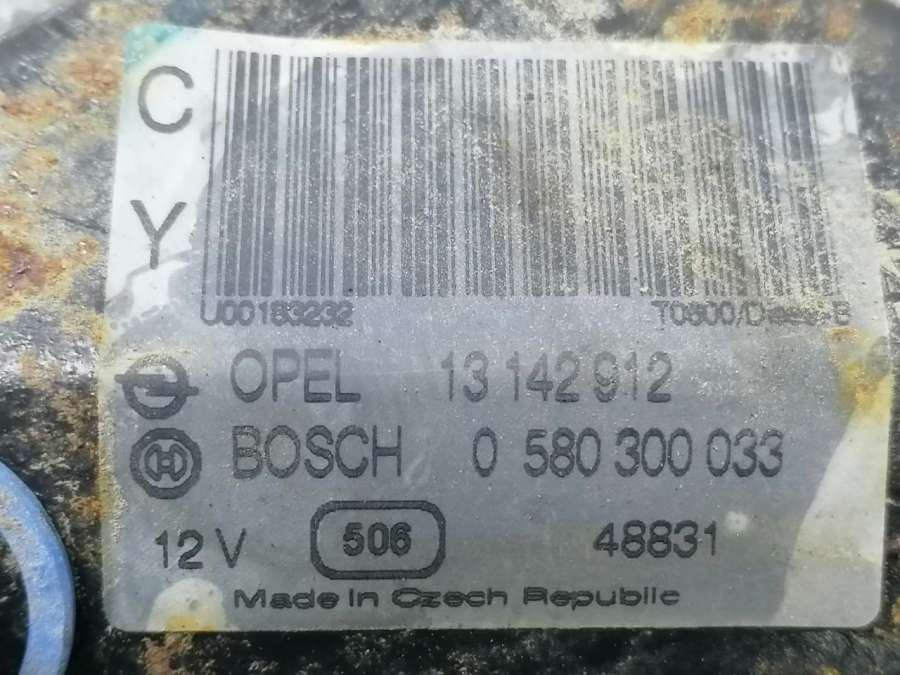 C
Y
U00183232
OPEL 13 142 912
BOSCH 0 580 300 033
12 V 506 48831
Made in Czech Republic